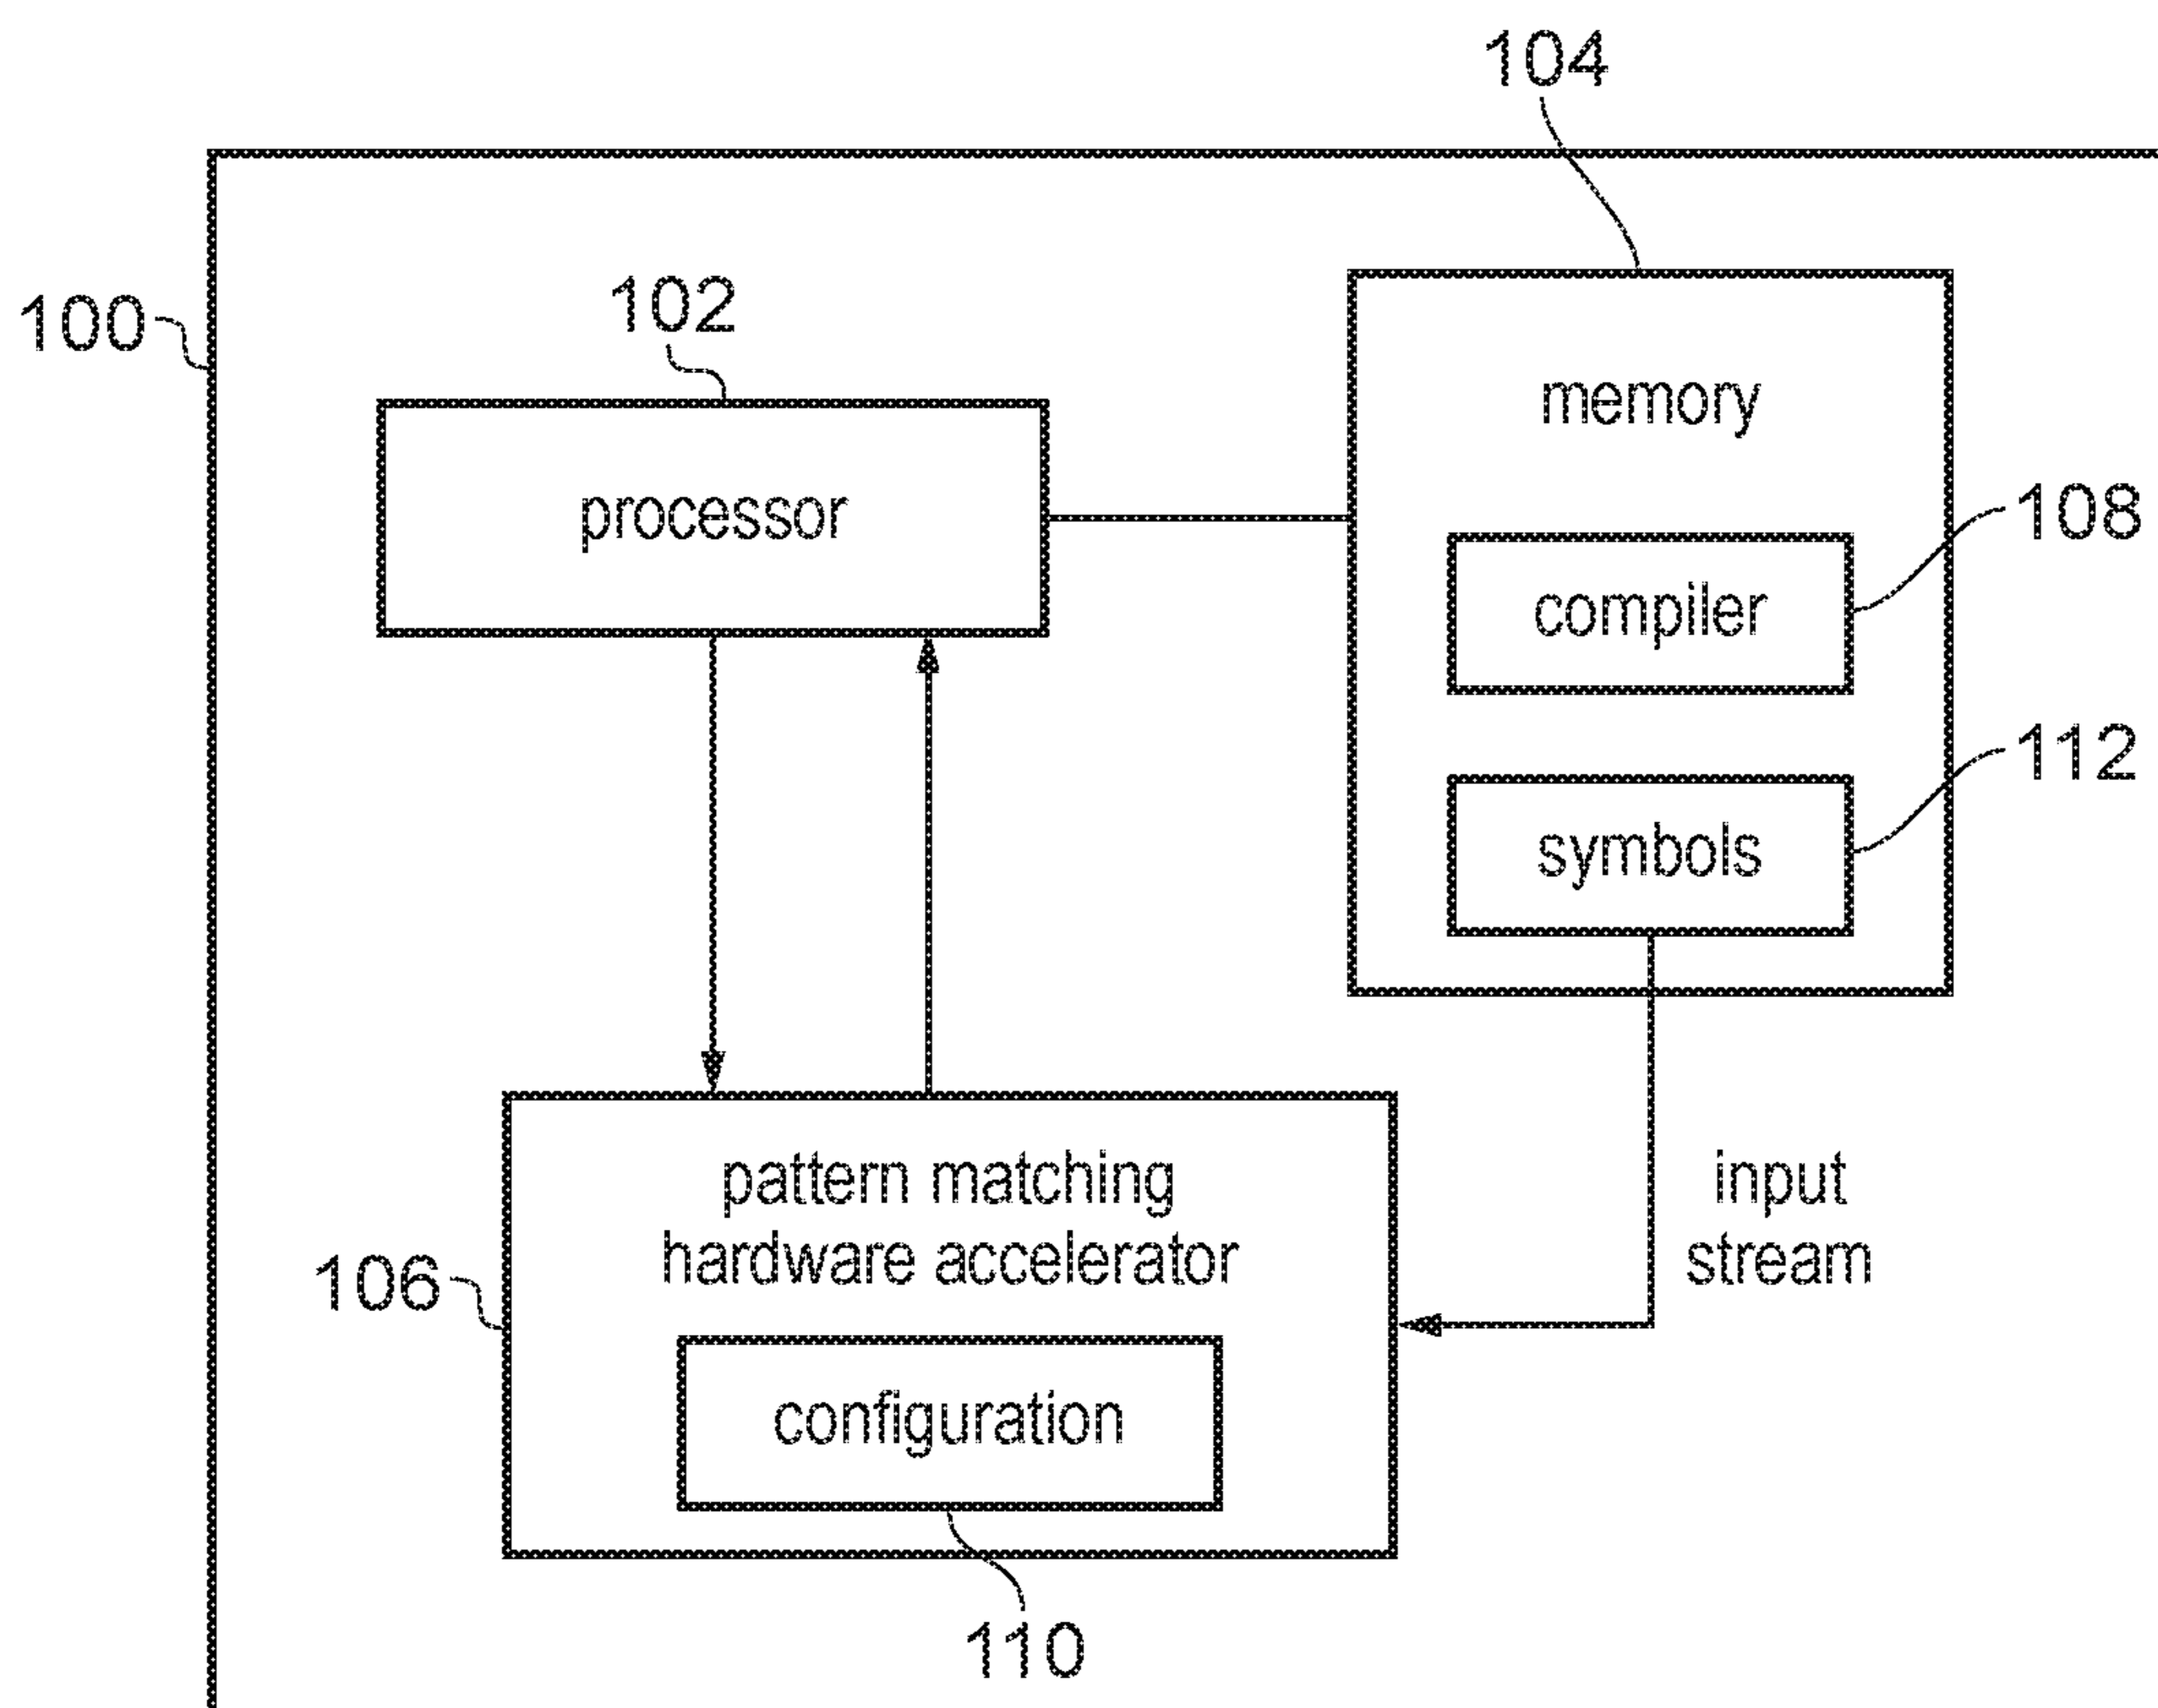 104
100
102
memory
processor
108
compiler
112
symbols
pattern matching
hardware accelerator
input
stream
106
configuration
110